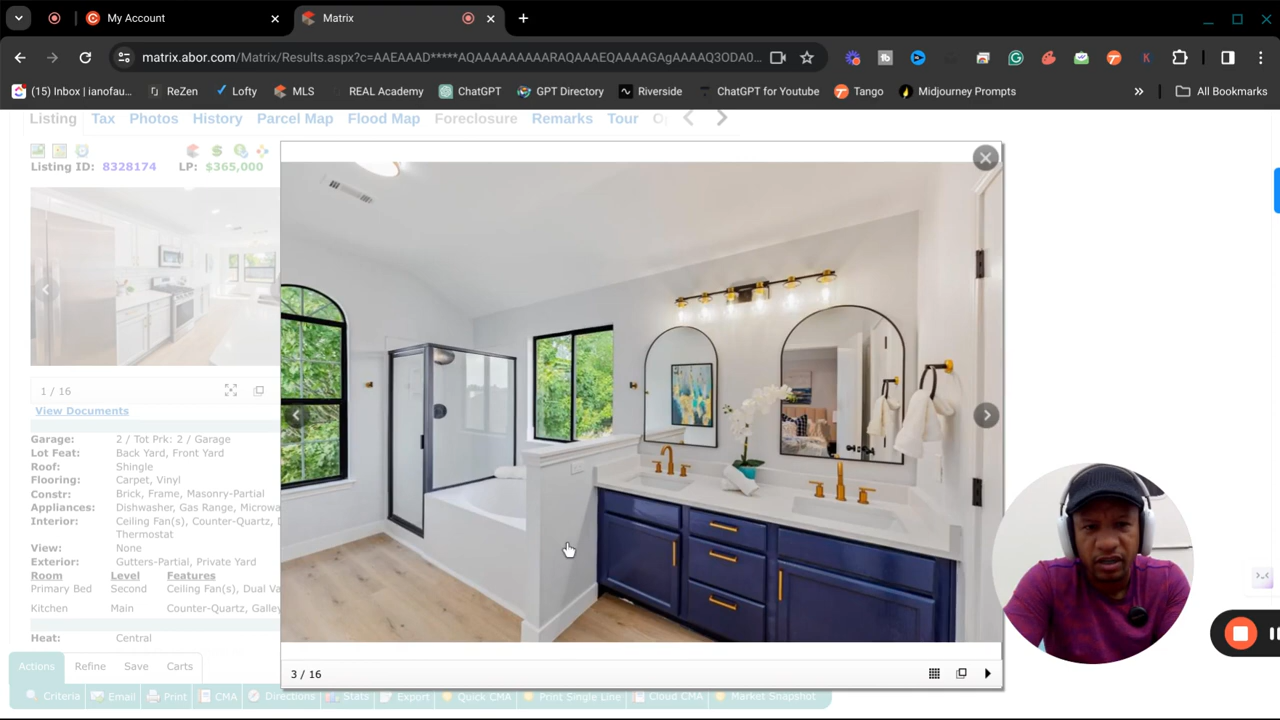 My Account
Matrix
matrix.abor.com/Matrix/Results.aspx?c=AAEAAAD*****AQAAAAAAAAARAQAAAEQAAAAGAgAAAAQ3ODA0...
(15) Inbox | ianofau...
ReZen
Lofty
MLS
REAL Academy
ChatGPT
GPT Directory
Riverside
ChatGPT for Youtube
Tango
Midjourney Prompts
»
All Bookmarks
Listing Tax Photos History Parcel Map Flood Map Foreclosure Remarks Tour
Listing ID: 8328174 LP: $365,000
1 / 16
View Documents
Garage: 2 / Tot Prk: 2 / Garage
Lot Feat: Back Yard, Front Yard
Roof: Shingle
Flooring: Carpet, Vinyl
Constr: Brick, Frame, Masonry-Partial
Appliances: Dishwasher, Gas Range, Microwa
Interior: Ceiling Fan(s), Counter-Quartz, D
Thermostat
View: None
Exterior: Gutters-Partial, Private Yard
Room Level Features
Primary Bed Second Ceiling Fan(s), Dual Va
Kitchen Main Counter-Quartz, Galley
Heat: Central
3 / 16
Actions Refine Save Carts
Criteria Email Print CMA Directions Stats Export Quick CMA Print Single Line Cloud CMA Market Snapshot